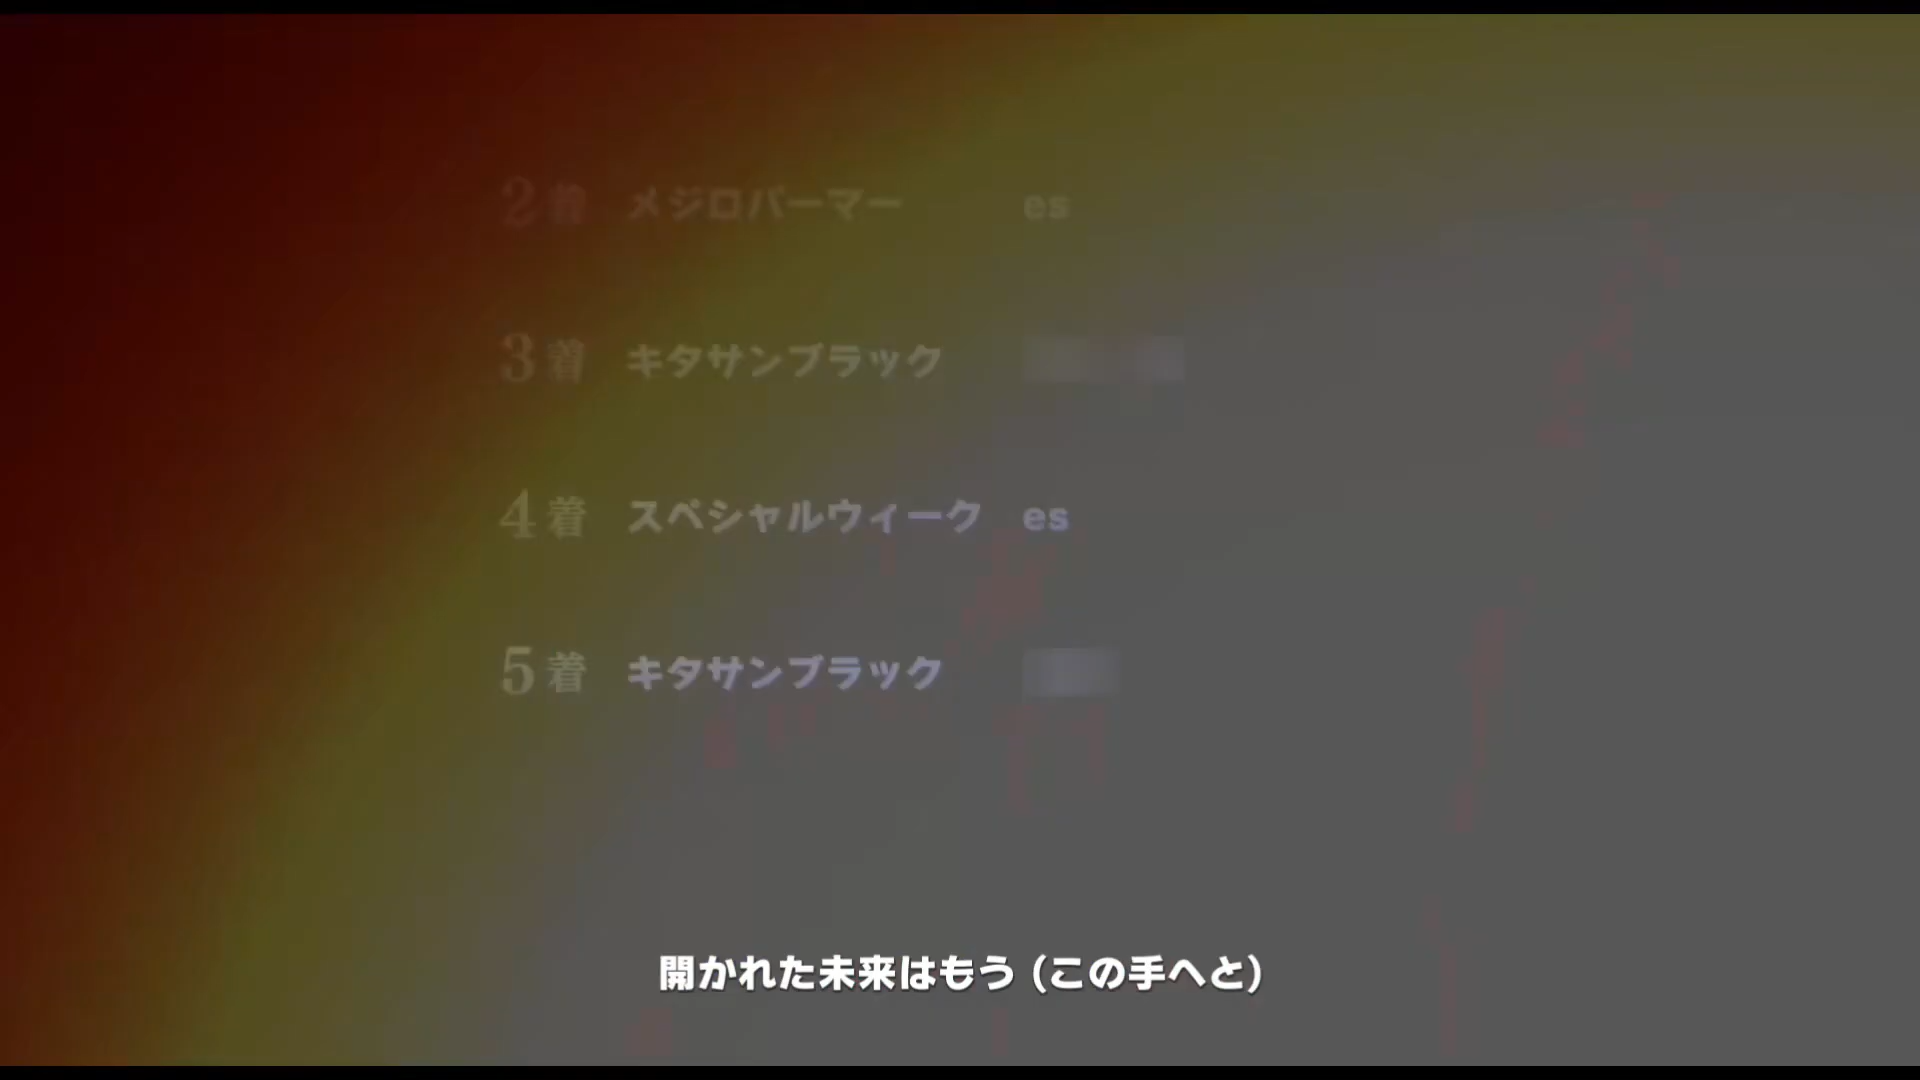 2着 メジロパーマー es
3着 キタサンブラック
4着 スペシャルウィーク es
5着 キタサンブラック
開かれた未来はもう (この手へと)